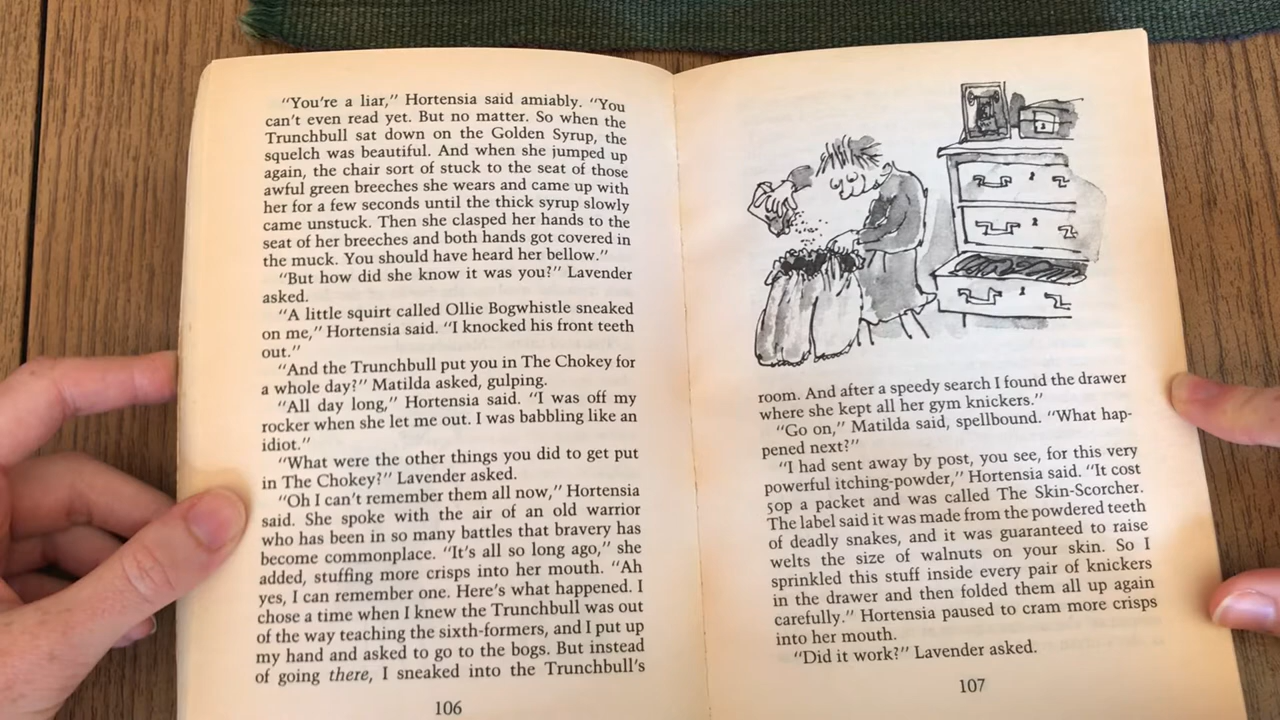 "You're a liar," Hortensia said amiably. "You
can't even read yet. But no matter. So when the
Trunchbull sat down on the Golden Syrup, the
squelch was beautiful. And when she jumped up
again, the chair sort of stuck to the seat of those
awful green breeches she wears and came up with
her for a few seconds until the thick syrup slowly
came unstuck. Then she clasped her hands to the
seat of her breeches and both hands got covered in
the muck. You should have heard her bellow."
"But how did she know it was you?" Lavender
asked.
"A little squirt called Ollie Bogwhistle sneaked
on me," Hortensia said. "I knocked his front teeth
out."
"And the Trunchbull put you in The Chokey for
a whole day?" Matilda asked, gulping.
"All day long," Hortensia said. "I was off my
rocker when she let me out. I was babbling like an
idiot."
"What were the other things you did to get put
in The Chokey?" Lavender asked.
"Oh I can't remember them all now," Hortensia
said. She spoke with the air of an old warrior
who has been in so many battles that bravery has
become commonplace. "It's all so long ago," she
added, stuffing more crisps into her mouth. "Ah
yes, I can remember one. Here's what happened. I
chose a time when I knew the Trunchbull was out
of the way teaching the sixth-formers, and I put up
my hand and asked to go to the bogs. But instead
of going there, I sneaked into the Trunchbull's
106
room. And after a speedy search I found the drawer
where she kept all her gym knickers."
"Go on," Matilda said, spellbound. "What hap-
pened next?"
"I had sent away by post, you see, for this very
powerful itching-powder," Hortensia said. "It cost
50p a packet and was called The Skin-Scorcher.
The label said it was made from the powdered teeth
of deadly snakes, and it was guaranteed to raise
welts the size of walnuts on your skin. So I
sprinkled this stuff inside every pair of knickers
in the drawer and then folded them all up again
carefully." Hortensia paused to cram more crisps
into her mouth.
"Did it work?" Lavender asked.
107